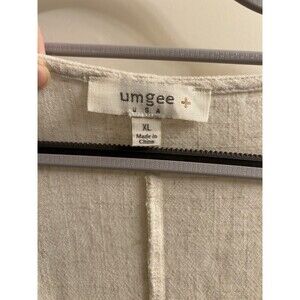 umgee +
USA
XL
Made in
China